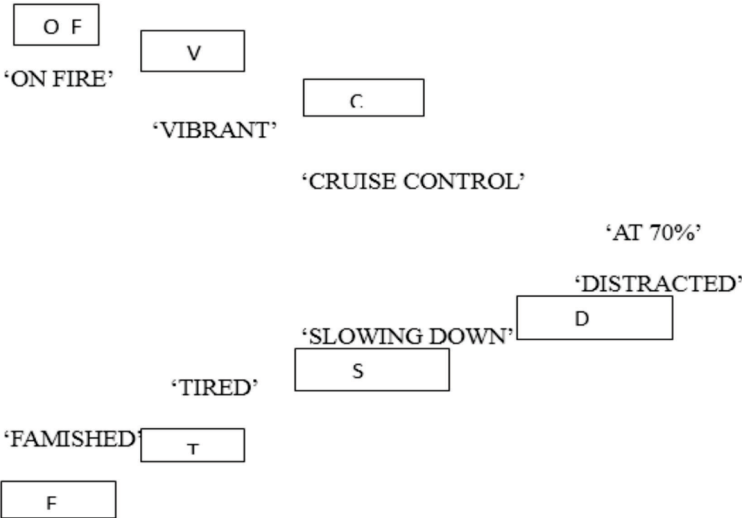 O F
V
‘ON FIRE’
C
‘VIBRANT’
‘CRUISE CONTROL’
‘AT 70%’
‘DISTRACTED’
D
‘SLOWING DOWN’
S
‘TIRED’
‘FAMISHED’
T
F